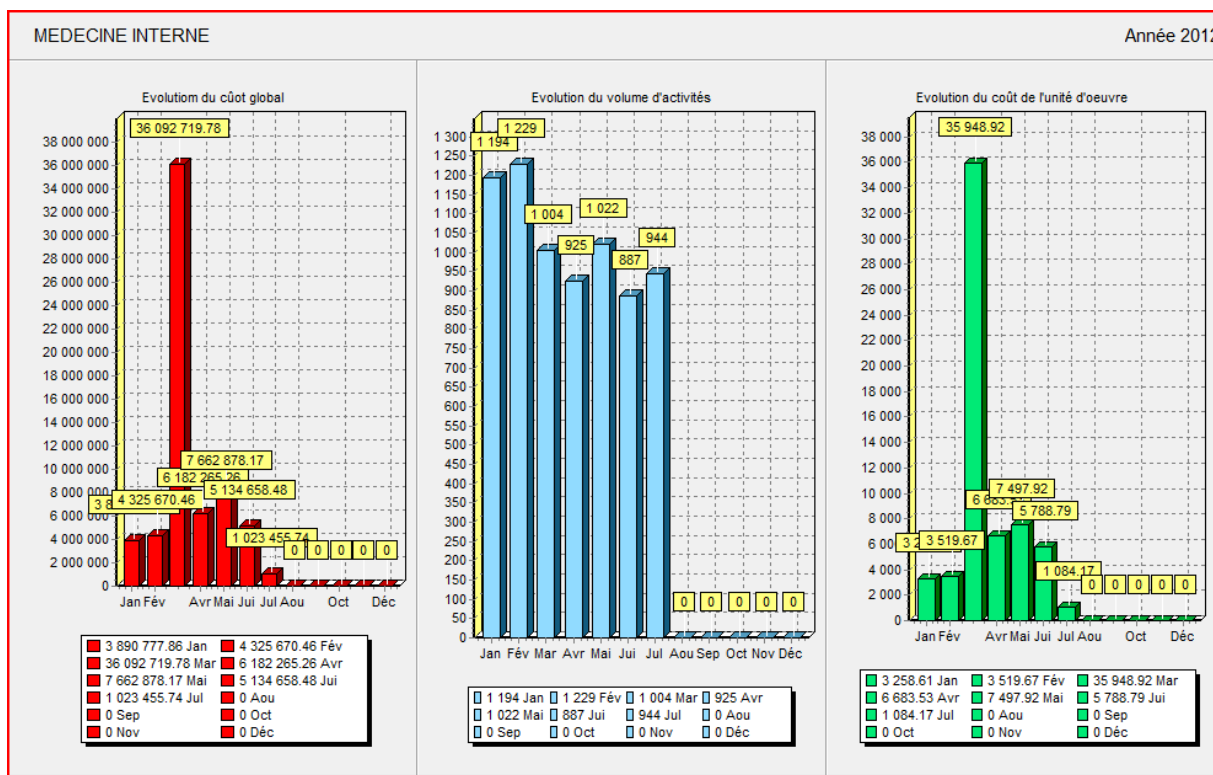 MEDECINE INTERNE
Année 2012
Evolutiom du cûot global
36 092 719.78
38 000 000
36 000 000
34 000 000
32 000 000
30 000 000
28 000 000
26 000 000
24 000 000
22 000 000
20 000 000
18 000 000
16 000 000
14 000 000
12 000 000
10 000 000
8 000 000
6 000 000
4 000 000
2 000 000
0
7 662 878.17
6 182 265.26
5 134 658.48
4 325 670.46
3 8
1 023 455.74
0 0 0 0 0
Jan Fév Avr Mai Jui Jul Aou Oct Déc
3 890 777.86 Jan 4 325 670.46 Fév
36 092 719.78 Mar 6 182 265.26 Avr
7 662 878.17 Mai 5 134 658.48 Jui
1 023 455.74 Jul 0 Aou
0 Sep 0 Oct
0 Nov 0 Déc
Evolution du volume d'activités
1 300
1 250
1 200
1 150
1 100
1 050
1 000
950
900
850
800
750
700
650
600
550
500
450
400
350
300
250
200
150
100
50
0
1 194
1 229
1 004
925
1 022
887
944
0 0 0 0 0
Jan Fév Mar Avr Mai Jui Jul Aou Sep Oct Nov Déc
1 194 Jan 1 229 Fév 1 004 Mar 925 Avr
1 022 Mai 887 Jui 944 Jul 0 Aou
0 Sep 0 Oct 0 Nov 0 Déc
Evolution du coût de l'unité d'oeuvre
35 948.92
38 000
36 000
34 000
32 000
30 000
28 000
26 000
24 000
22 000
20 000
18 000
16 000
14 000
12 000
10 000
8 000
6 000
4 000
2 000
0
7 497.92
6 683.5
5 788.79
3 2
3 519.67
1 084.17
0 0 0 0 0
Jan Fév Avr Mai Jui Jul Aou Oct Déc
3 258.61 Jan 3 519.67 Fév 35 948.92 Mar
6 683.53 Avr 7 497.92 Mai 5 788.79 Jui
1 084.17 Jul 0 Aou 0 Sep
0 Oct 0 Nov 0 Déc